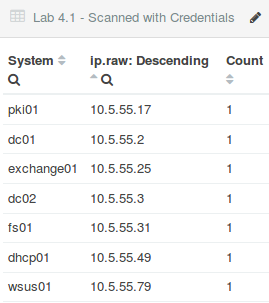 Lab 4.1 - Scanned with Credentials
System ip.raw: Descending Count
pki01 10.5.55.17 1
dc01 10.5.55.2 1
exchange01 10.5.55.25 1
dc02 10.5.55.3 1
fs01 10.5.55.31 1
dhcp01 10.5.55.49 1
wsus01 10.5.55.79 1